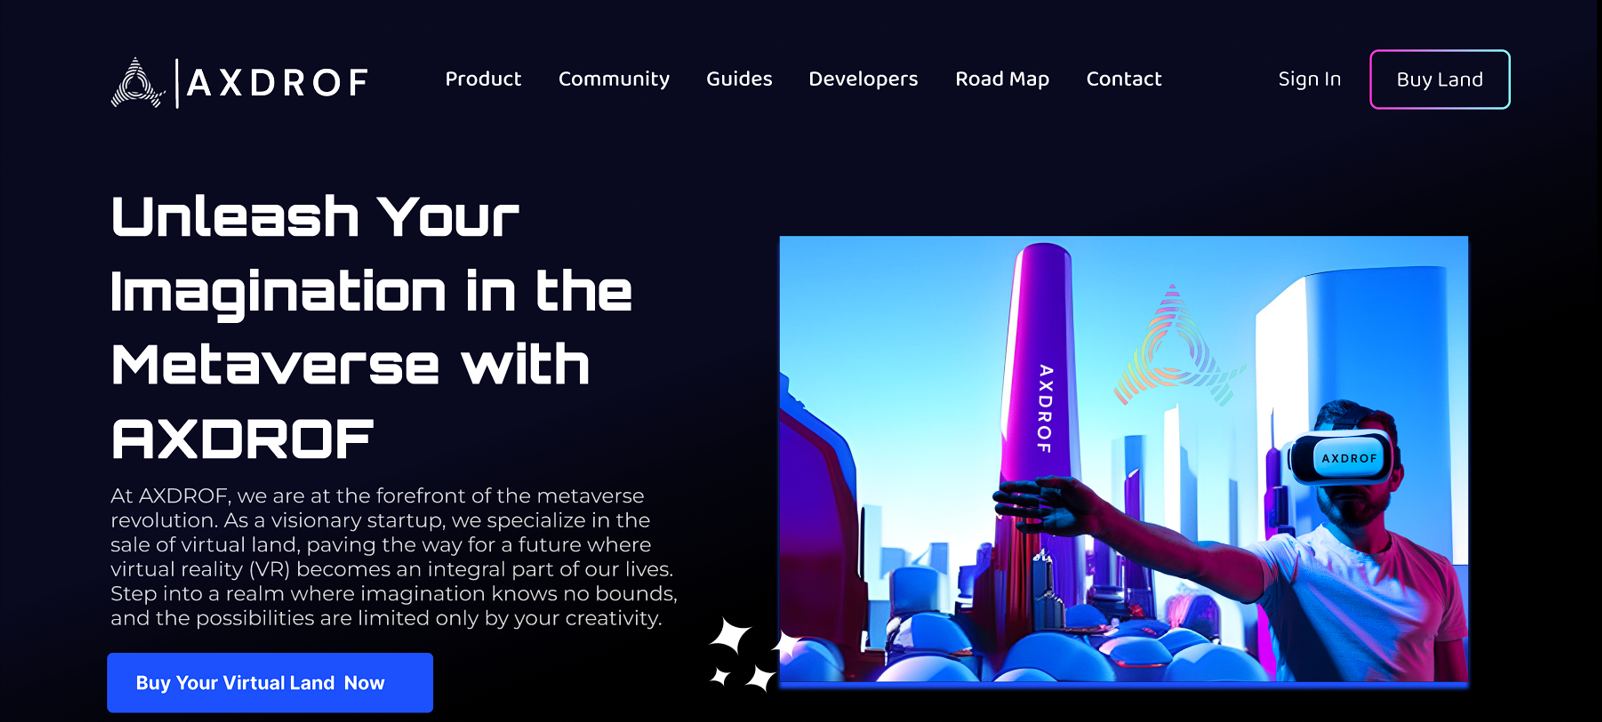 AXDROF
Product Community Guides Developers Road Map Contact
Sign In Buy Land
Unleash Your
Imagination in the
Metaverse with
AXDROF
At AXDROF, we are at the forefront of the metaverse
revolution. As a visionary startup, we specialize in the
sale of virtual land, paving the way for a future where
virtual reality (VR) becomes an integral part of our lives.
Step into a realm where imagination knows no bounds,
and the possibilities are limited only by your creativity.
Buy Your Virtual Land Now
AXDROF
AXDROF